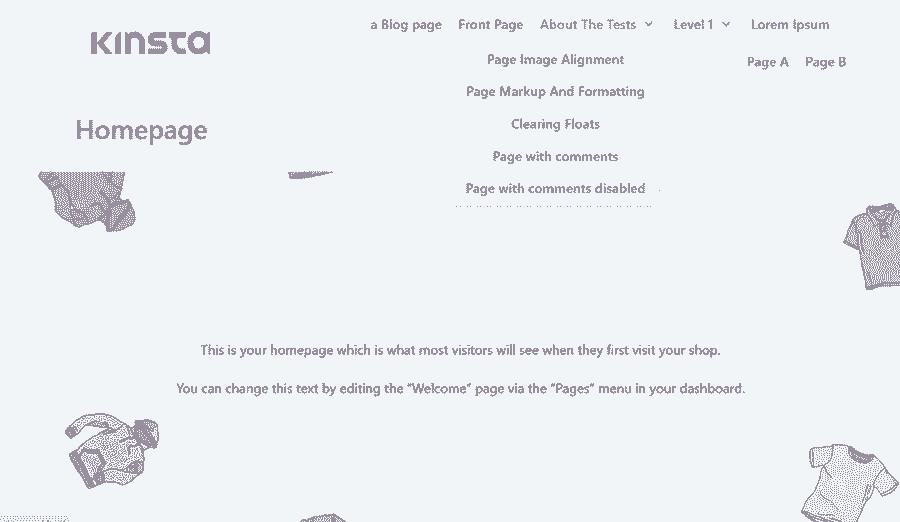 KINSTA
a Blog page Front Page About The Tests Level 1 Lorem Ipsum
Page A Page B
Page Image Alignment
Page Markup And Formatting
Clearing Floats
Page with comments
Page with comments disabled
Homepage
This is your homepage which is what most visitors will see when they first visit your shop.
You can change this text by editing the “Welcome” page via the “Pages” menu in your dashboard.